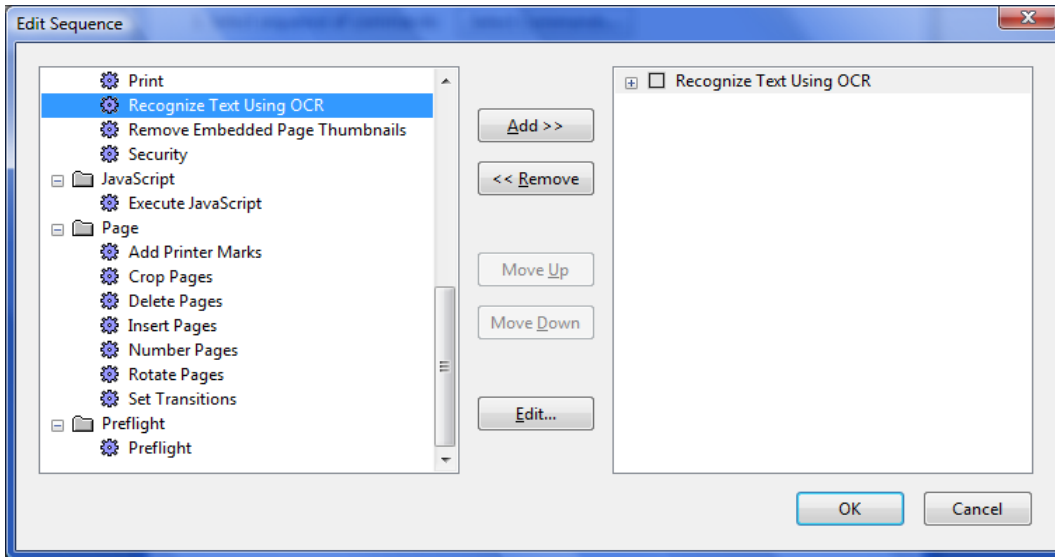 Edit Sequence
Print
Recognize Text Using OCR
Remove Embedded Page Thumbnails
Security
JavaScript
Execute JavaScript
Page
Add Printer Marks
Crop Pages
Delete Pages
Insert Pages
Number Pages
Rotate Pages
Set Transitions
Preflight
Preflight
Add >>
<< Remove
Move Up
Move Down
Edit...
Recognize Text Using OCR
OK
Cancel